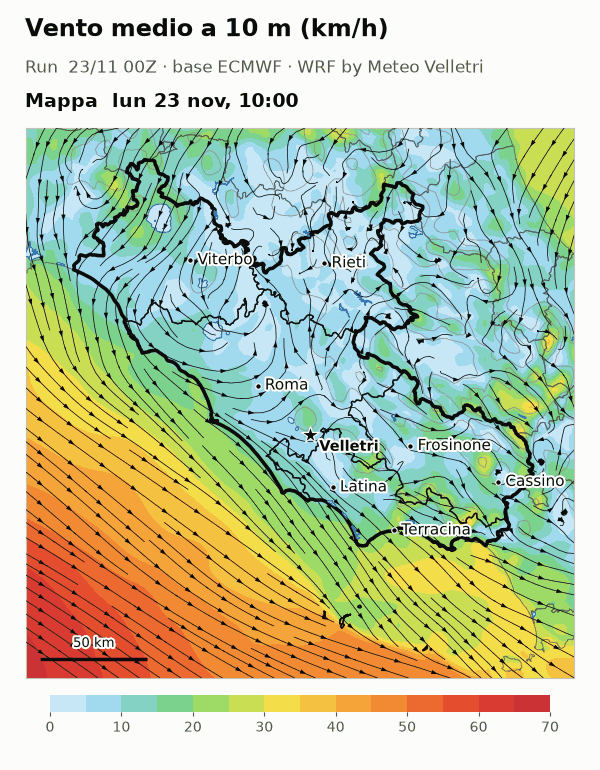 Vento medio a 10 m (km/h)
Run  23/11 00Z · base ECMWF · WRF by Meteo Velletri
Mappa  lun 23 nov, 10:00
Viterbo
Rieti
Roma
Velletri
Frosinone
Cassino
Latina
Terracina
50 km
0 10 20 30 40 50 60 70